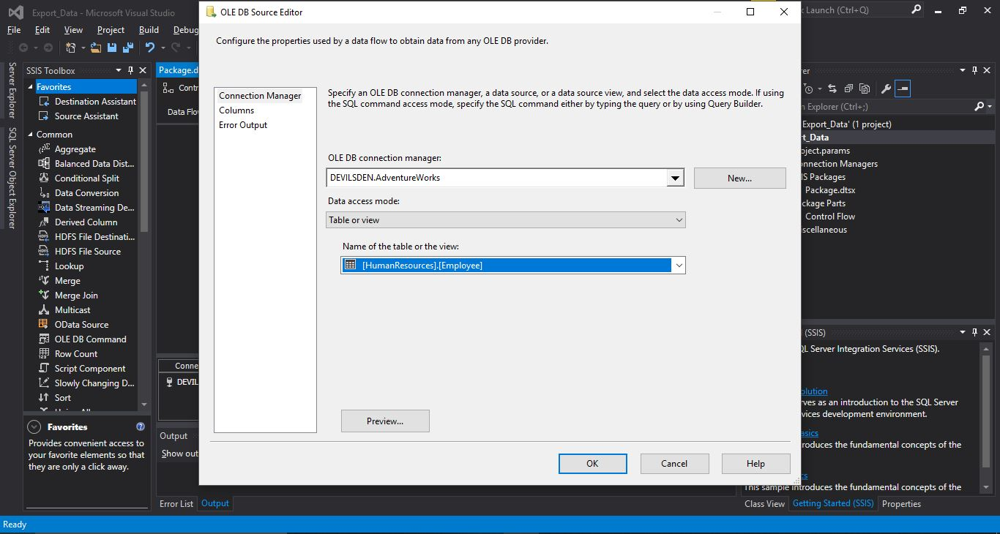 Export_Data - Microsoft Visual Studio
Launch (Ctrl+Q)
File Edit View Project Build Debug
Server Explorer
SQL Server Object Explorer
SSIS Toolbox
Favorites
Destination Assistant
Source Assistant
Common
Aggregate
Balanced Data Dist...
Conditional Split
Data Conversion
Data Streaming De...
Derived Column
HDFS File Destinati...
HDFS File Source
Lookup
Merge
Merge Join
Multicast
OData Source
OLE DB Command
Row Count
Script Component
Slowly Changing D...
Sort
Favorites
Provides convenient access to
your favorite elements so that
they are only a click away.
Package.d
Contr
Data Flo
Conne
DEVIL
Output
Show out
Error List Output
OLE DB Source Editor
Configure the properties used by a data flow to obtain data from any OLE DB provider.
Connection Manager
Columns
Error Output
Specify an OLE DB connection manager, a data source, or a data source view, and select the data access mode. If using
the SQL command access mode, specify the SQL command either by typing the query or by using Query Builder.
OLE DB connection manager:
DEVILSDEN.AdventureWorks
New...
Data access mode:
Table or view
Name of the table or the view:
[HumanResources].[Employee]
Preview...
OK Cancel Help
rer
n Explorer (Ctrl+;)
Export_Data' (1 project)
rt_Data
oject.params
nnection Managers
IS Packages
Package.dtsx
ckage Parts
Control Flow
scellaneous
(SSIS)
QL Server Integration Services (SSIS).
olution
rves as an introduction to the SQL Server
vices development environment.
asics
roduces the fundamental concepts of the
cs
This sample introduces the fundamental concepts of the
Class View Getting Started (SSIS) Properties
Ready